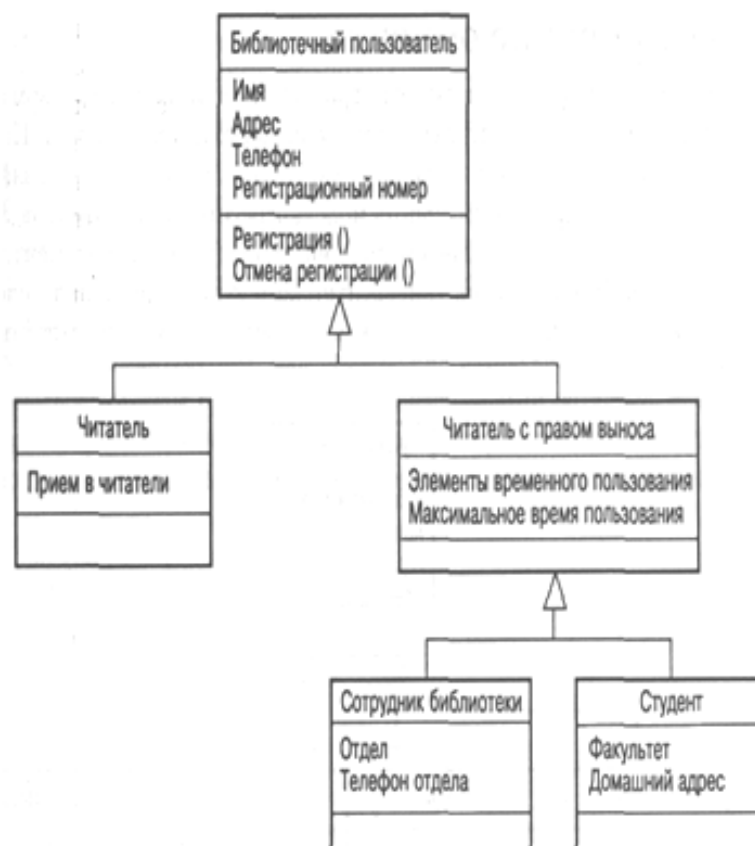 Библиотечный пользователь
Имя
Адрес
Телефон
Регистрационный номер
Регистрация ()
Отмена регистрации ()
Читатель
Прием в читатели
Читатель с правом выноса
Элементы временного пользования
Максимальное время пользования
Сотрудник библиотеки
Отдел
Телефон отдела
Студент
Факультет
Домашний адрес